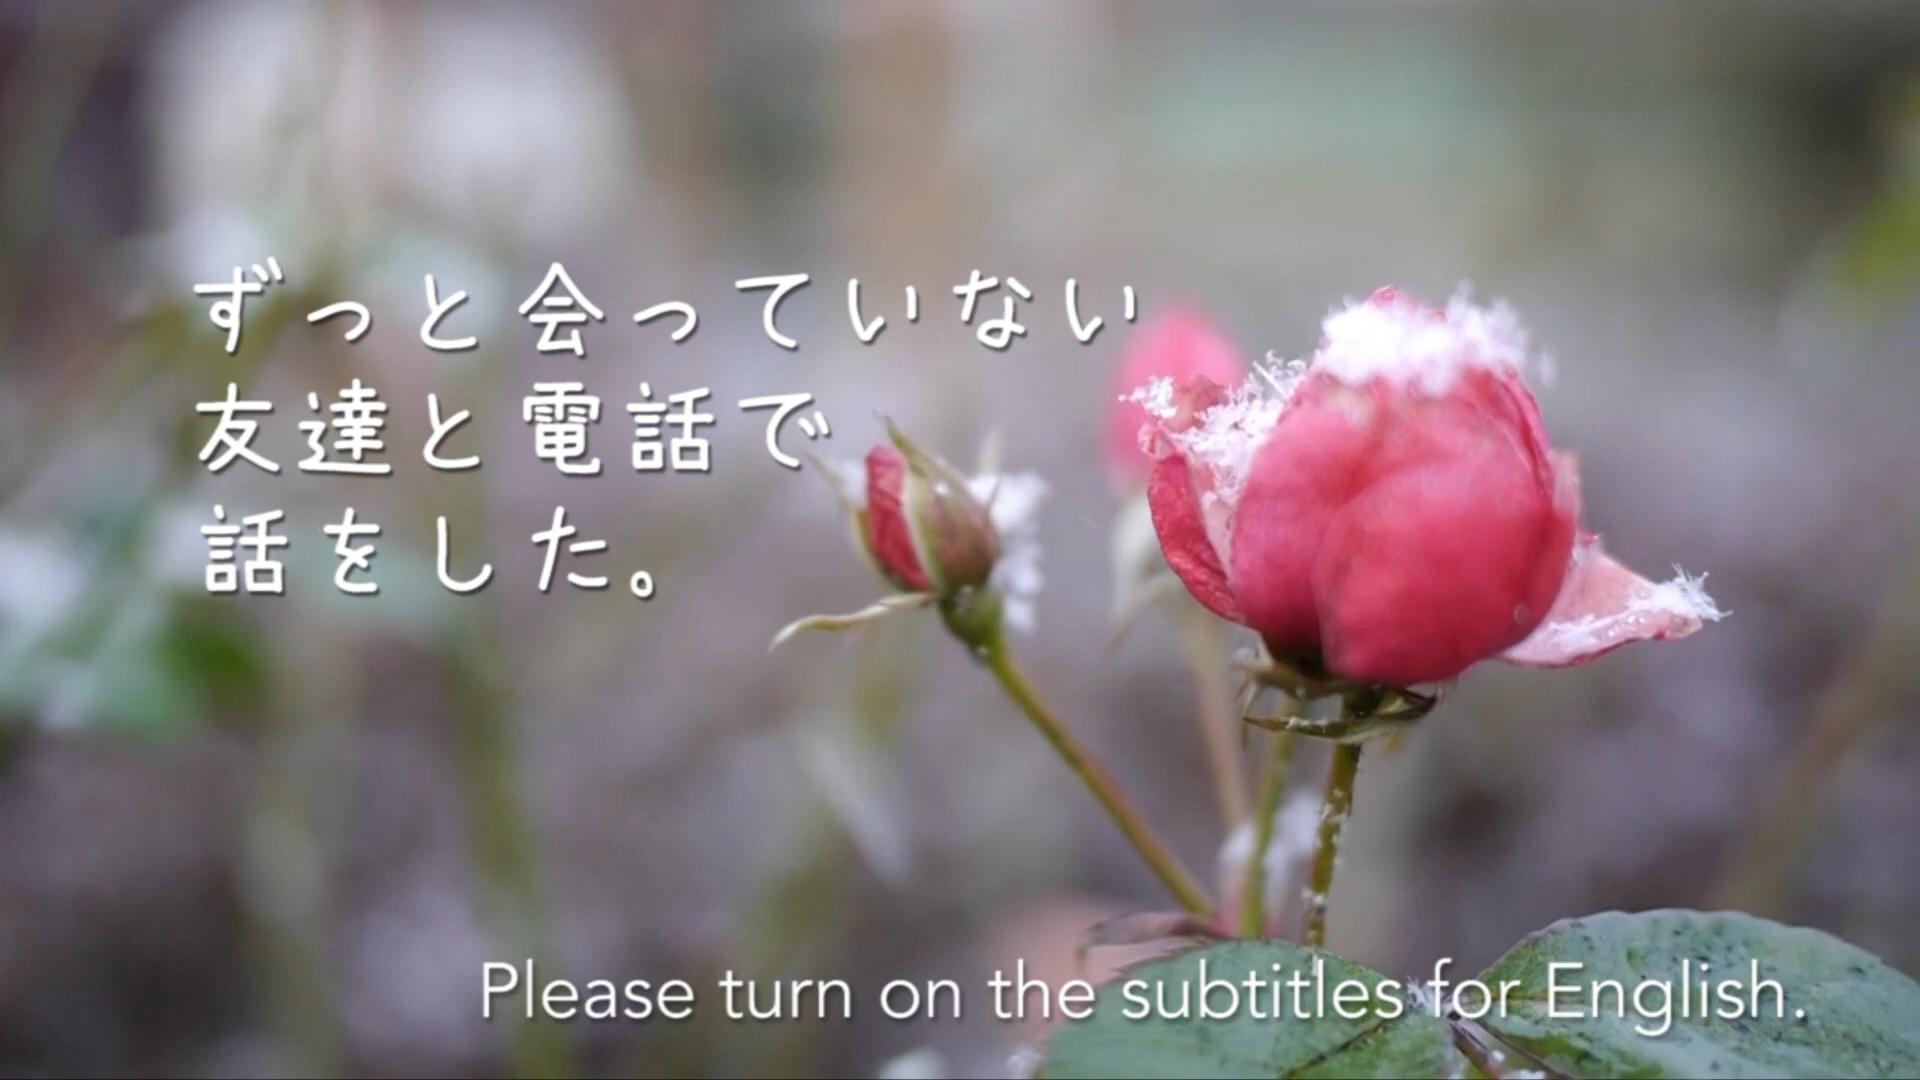 ずっと会っていない
友達と電話で
話をした。
Please turn on the subtitles for English.